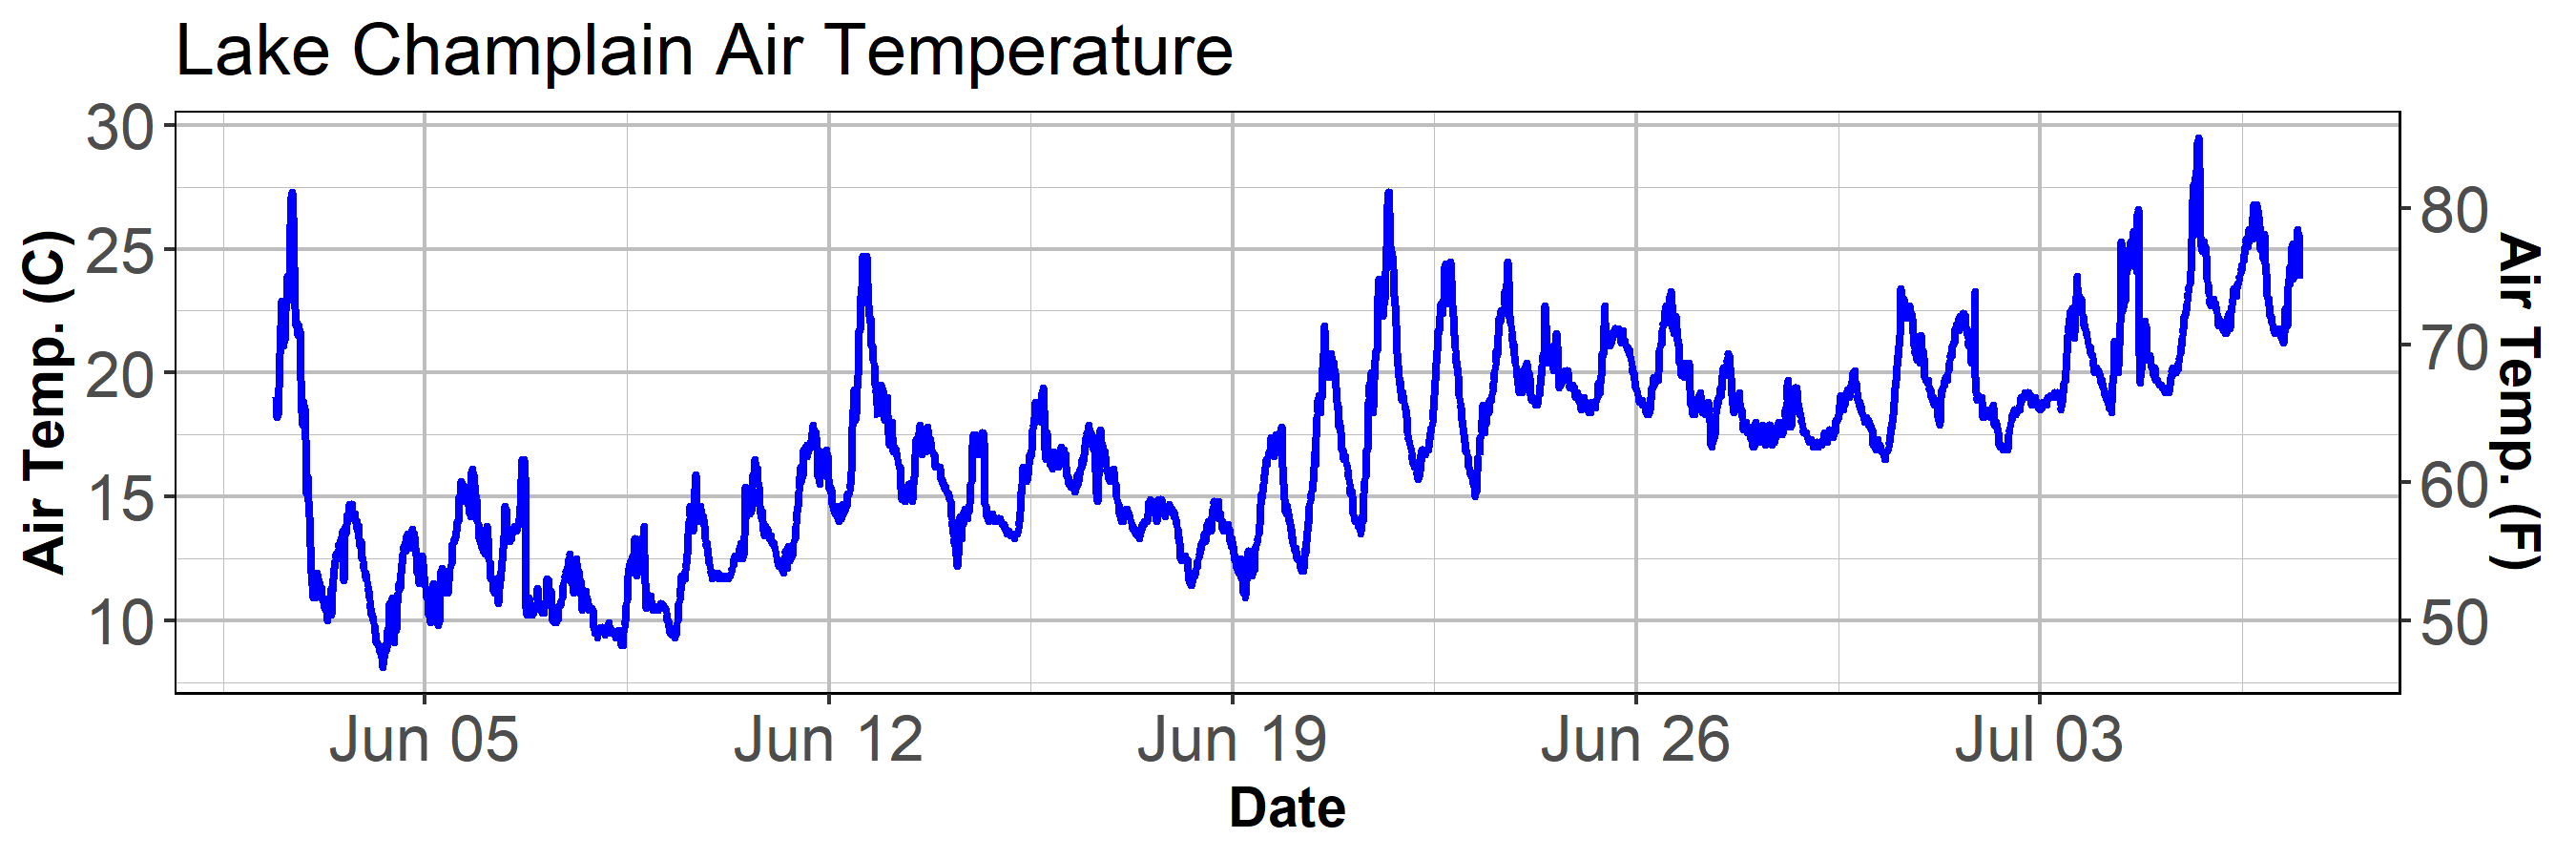 Lake Champlain Air Temperature
Air Temp. (C)
30
25
20
15
10
80
70
60
50
Air Temp. (F)
Jun 05
Jun 12
Jun 19
Jun 26
Jul 03
Date